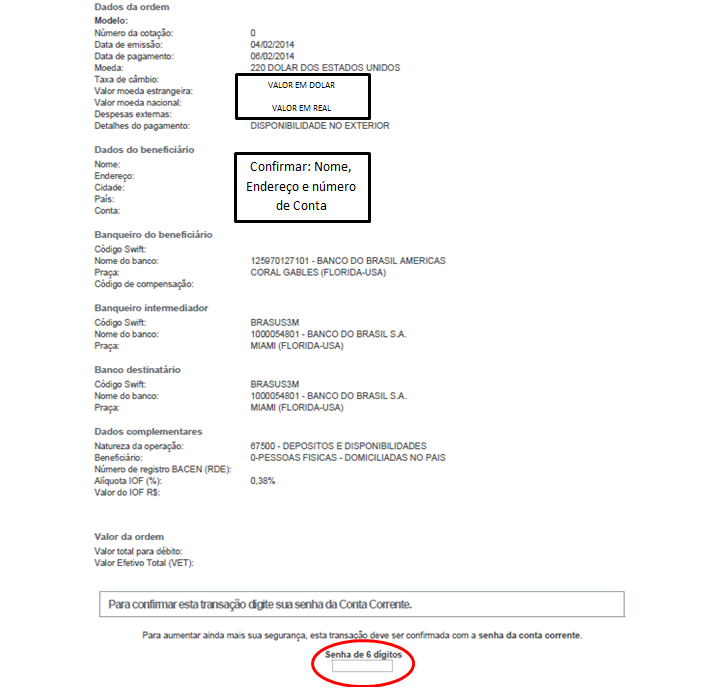 Dados da ordem
Modelo:
Número da cotação: 0
Data de emissão: 04/02/2014
Data de pagamento: 06/02/2014
Moeda: 220 DOLAR DOS ESTADOS UNIDOS
Taxa de câmbio:
Valor moeda estrangeira: VALOR EM DOLAR
Valor moeda nacional: VALOR EM REAL
Despesas externas:
Detalhes do pagamento: DISPONIBILIDADE NO EXTERIOR
Dados do beneficiário
Nome:
Endereço:
Cidade:
País:
Conta:
Confirmar: Nome,
Endereço e número
de Conta
Banqueiro do beneficiário
Código Swift:
Nome do banco: 125970127101 - BANCO DO BRASIL AMERICAS
Praça: CORAL GABLES (FLORIDA-USA)
Código de compensação:
Banqueiro intermediador
Código Swift: BRASUS3M
Nome do banco: 1000054801 - BANCO DO BRASIL S.A.
Praça: MIAMI (FLORIDA-USA)
Banco destinatário
Código Swift: BRASUS3M
Nome do banco: 1000054801 - BANCO DO BRASIL S.A.
Praça: MIAMI (FLORIDA-USA)
Dados complementares
Natureza da operação: 67500 - DEPOSITOS E DISPONIBILIDADES
Beneficiário: 0-PESSOAS FISICAS - DOMICILIADAS NO PAIS
Número de registro BACEN (RDE):
Alíquota IOF (%): 0,38%
Valor do IOF R$:
Valor da ordem
Valor total para débito:
Valor Efetivo Total (VET):
Para confirmar esta transação digite sua senha da Conta Corrente.
Para aumentar ainda mais sua segurança, esta transação deve ser confirmada com a senha da conta corrente.
Senha de 6 dígitos